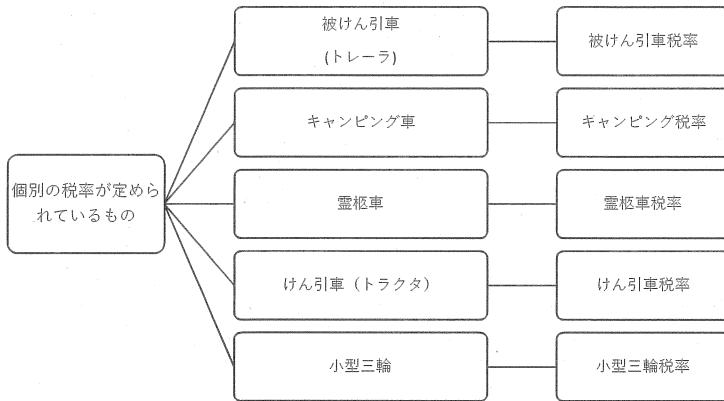 被けん引車
(トレーラ)
被けん引車税率
キャンピング車
キャンピング税率
個別の税率が定めら
れているもの
霊柩車
霊柩車税率
けん引車（トラクタ）
けん引車税率
小型三輪
小型三輪税率